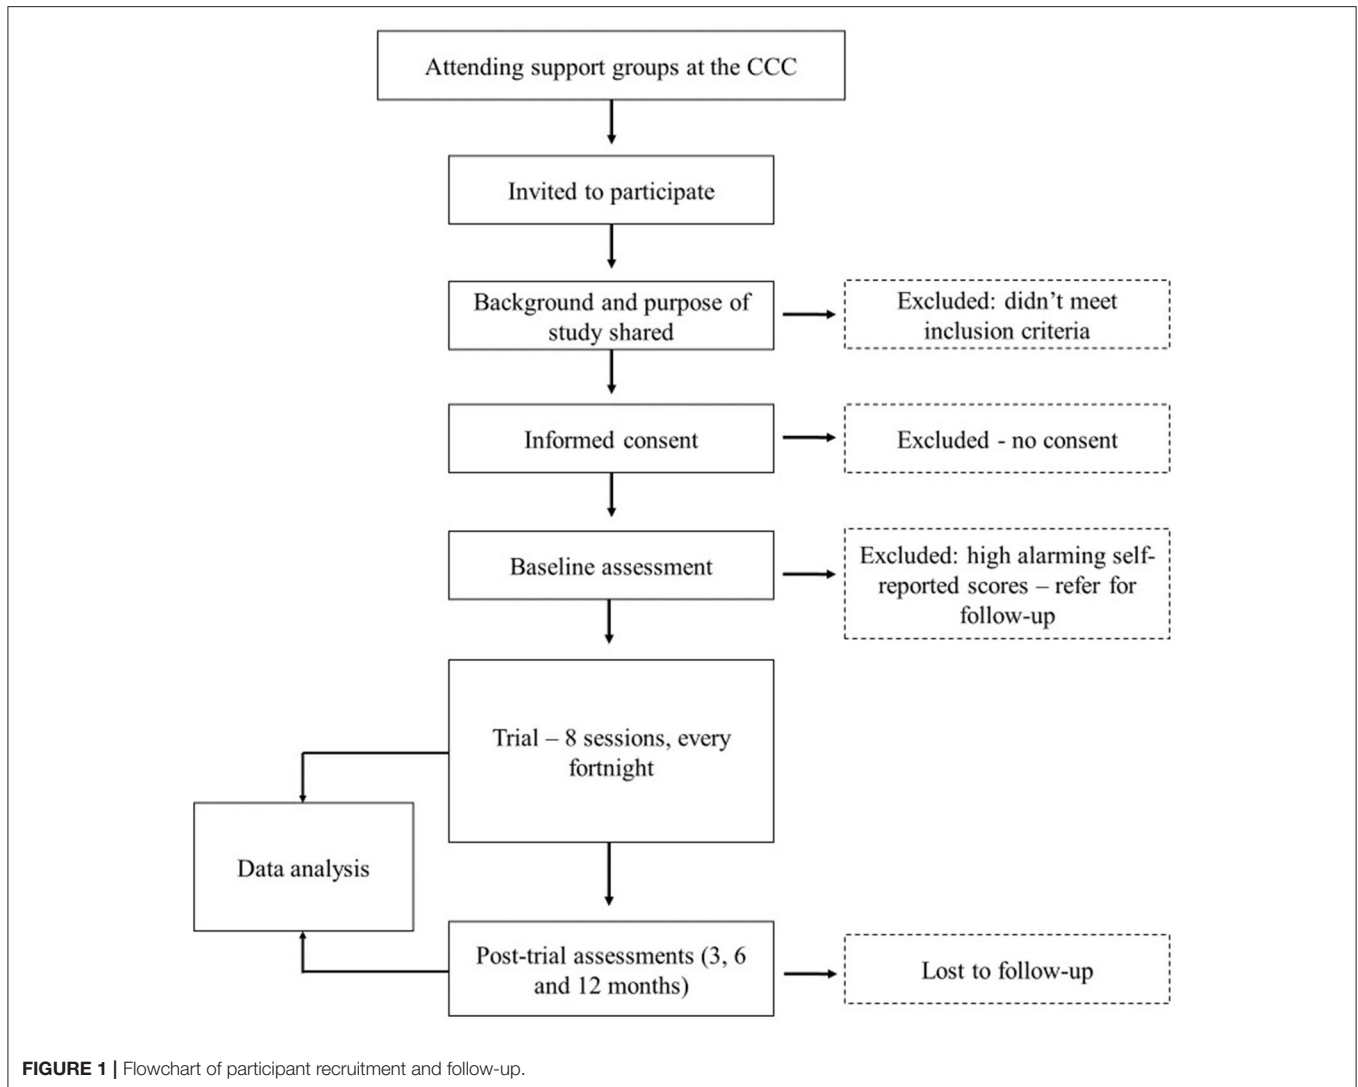 Attending support groups at the CCC
Invited to participate
Background and purpose of
study shared
Excluded: didn’t meet
inclusion criteria
Informed consent
Excluded - no consent
Baseline assessment
Excluded: high alarming self-
reported scores – refer for
follow-up
Trial – 8 sessions, every
fortnight
Data analysis
Post-trial assessments (3, 6
and 12 months)
Lost to follow-up
FIGURE 1 | Flowchart of participant recruitment and follow-up.